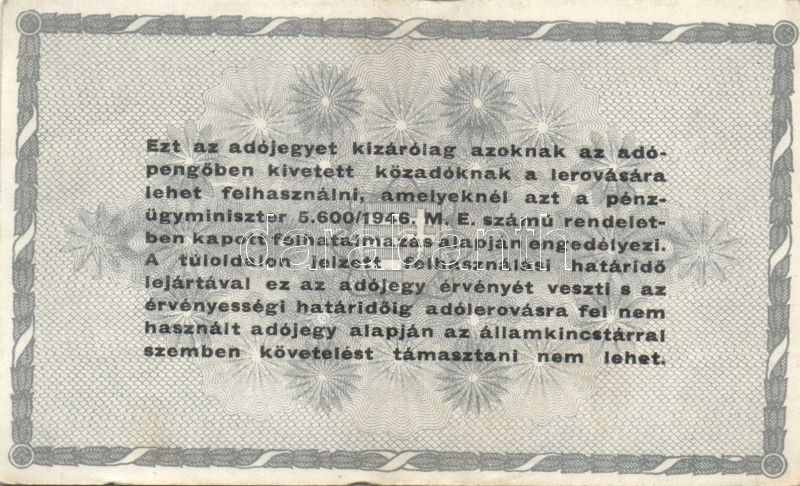 Ezt az adójegyet kizárólag azoknak az adó-
pengőben kivetett közadóknak a lerovására
lehet felhasználni, amelyeknél azt a pénz-
ügyminiszter 5.600/1946. M. E. számú rendelet-
ben kapott felhatalmazás alapján engedélyezi.
A túloldalon jelzett felhasználási határidő
lejártával ez az adójegy érvényét veszti s az
érvényességi határidőig adólerovásra fel nem
használt adójegy alapján az államkincstárral
szemben követelést támasztani nem lehet.
darabanth